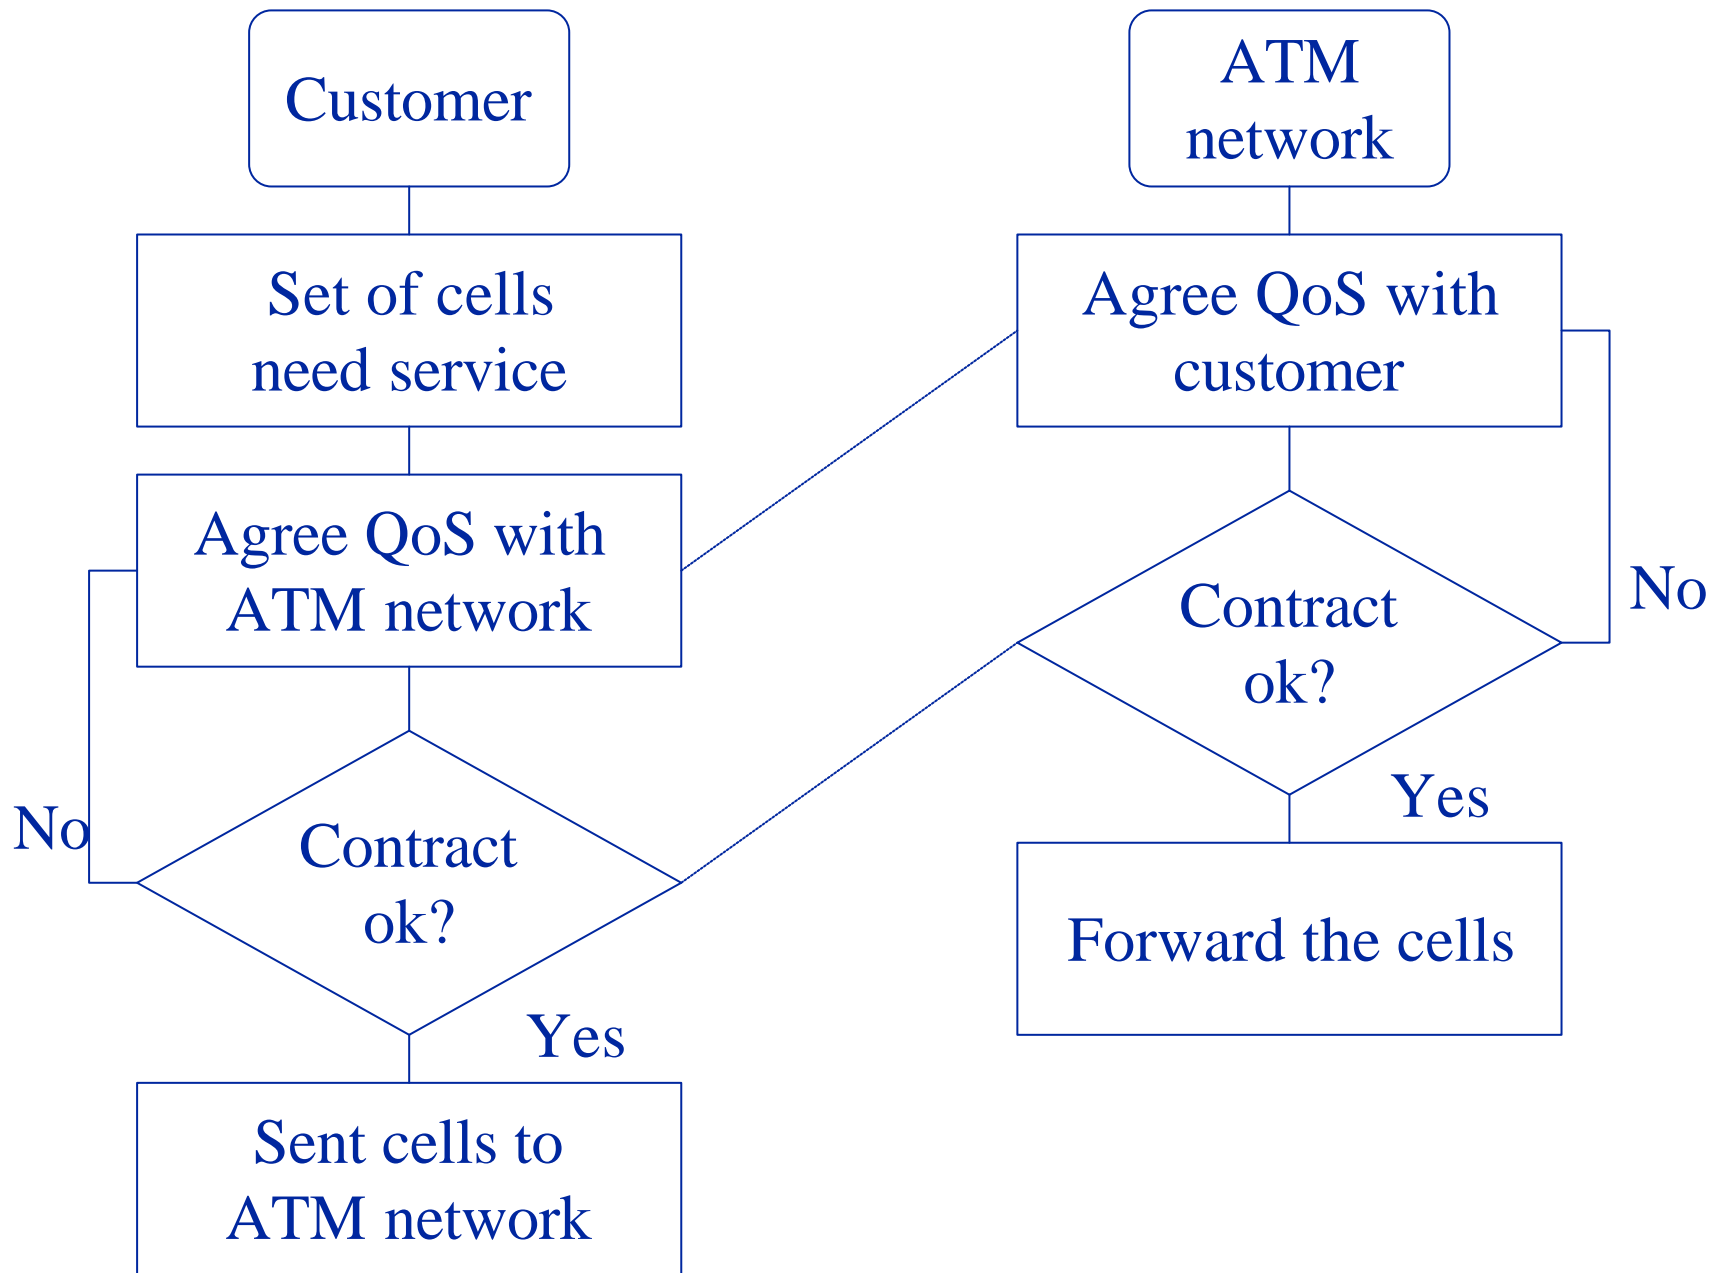 Customer
Set of cells
need service
Agree QoS with
ATM network
No
Contract
ok?
Yes
Sent cells to
ATM network
ATM
network
Agree QoS with
customer
No
Contract
ok?
Yes
Forward the cells